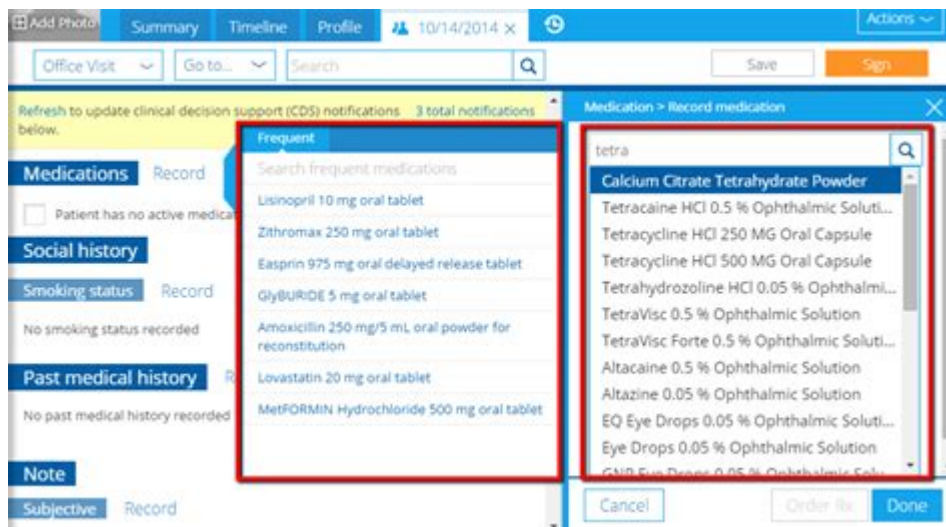 Add Photo
Summary
Timeline
Profile
10/14/2014 ×
Actions
Office Visit
Go to...
Search
Save
Sign
Refresh to update clinical decision support (CDS) notifications
3 total notifications
below.
Medications
Record
Patient has no active medicat
Social history
Smoking status
Record
No smoking status recorded
Past medical history
R
No past medical history recorded
Note
Subjective
Record
Frequent
Search frequent medications
Lisinopril 10 mg oral tablet
Zithromax 250 mg oral tablet
Easprin 975 mg oral delayed release tablet
GlyBURIDE 5 mg oral tablet
Amoxicillin 250 mg/5 mL oral powder for
reconstitution
Lovastatin 20 mg oral tablet
MetFORMIN Hydrochloride 500 mg oral tablet
Medication > Record medication
tetra
Calcium Citrate Tetrahydrate Powder
Tetracaine HCl 0.5 % Ophthalmic Soluti...
Tetracycline HCl 250 MG Oral Capsule
Tetracycline HCl 500 MG Oral Capsule
Tetrahydrozoline HCl 0.05 % Ophthalmi...
TetraVisc 0.5 % Ophthalmic Solution
TetraVisc Forte 0.5 % Ophthalmic Soluti...
Altacaine 0.5 % Ophthalmic Solution
Altazine 0.05 % Ophthalmic Solution
EQ Eye Drops 0.05 % Ophthalmic Soluti...
Eye Drops 0.05 % Ophthalmic Solution
GNP Eye Drops 0.05 % Ophthalmic Solu...
Cancel
Order Rx
Done